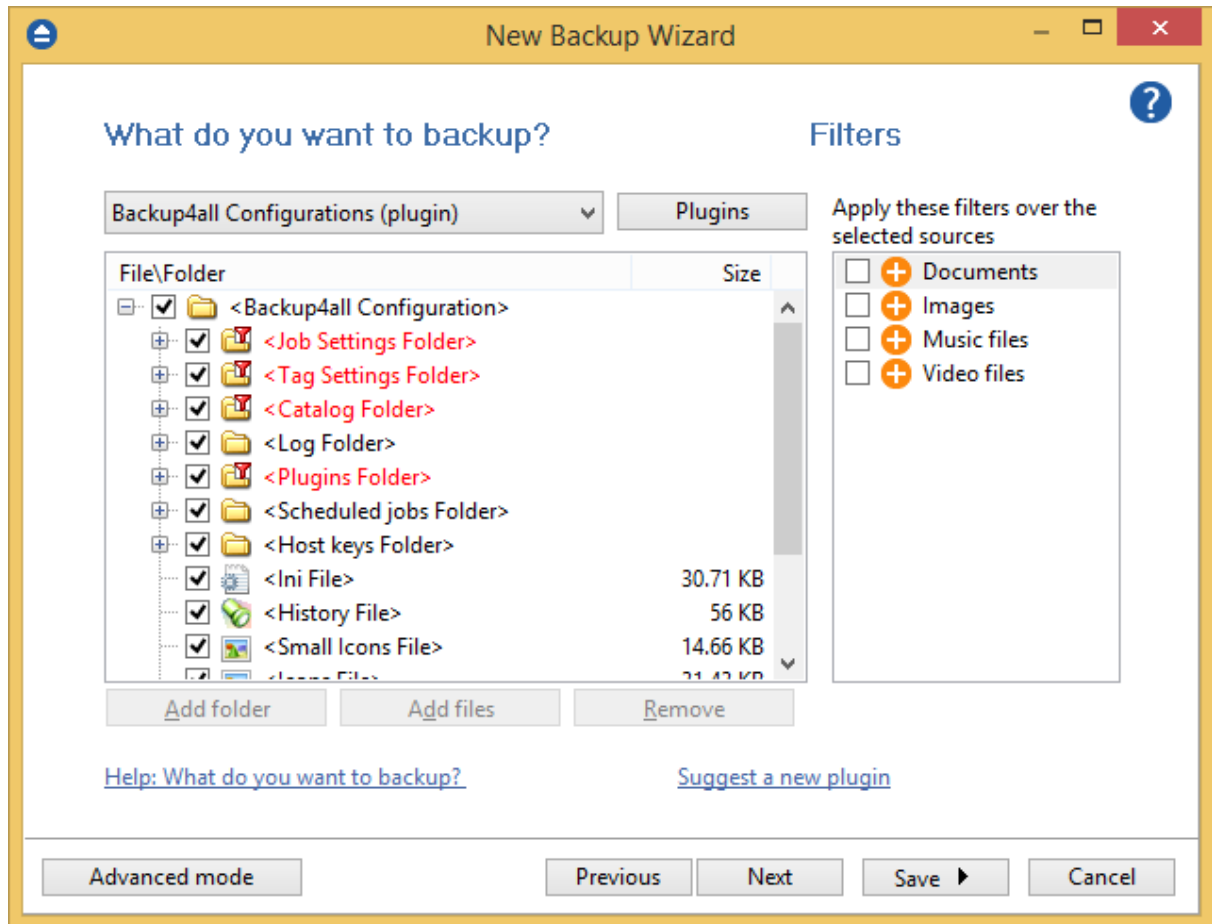 New Backup Wizard
What do you want to backup?
Filters
Backup4all Configurations (plugin)
Plugins
Apply these filters over the
selected sources
File\Folder Size
<Backup4all Configuration>
<Job Settings Folder>
<Tag Settings Folder>
<Catalog Folder>
<Log Folder>
<Plugins Folder>
<Scheduled jobs Folder>
<Host keys Folder>
<Ini File> 30.71 KB
<History File> 56 KB
<Small Icons File> 14.66 KB
Documents
Images
Music files
Video files
Add folder
Add files
Remove
Help: What do you want to backup?
Suggest a new plugin
Advanced mode
Previous
Next
Save
Cancel